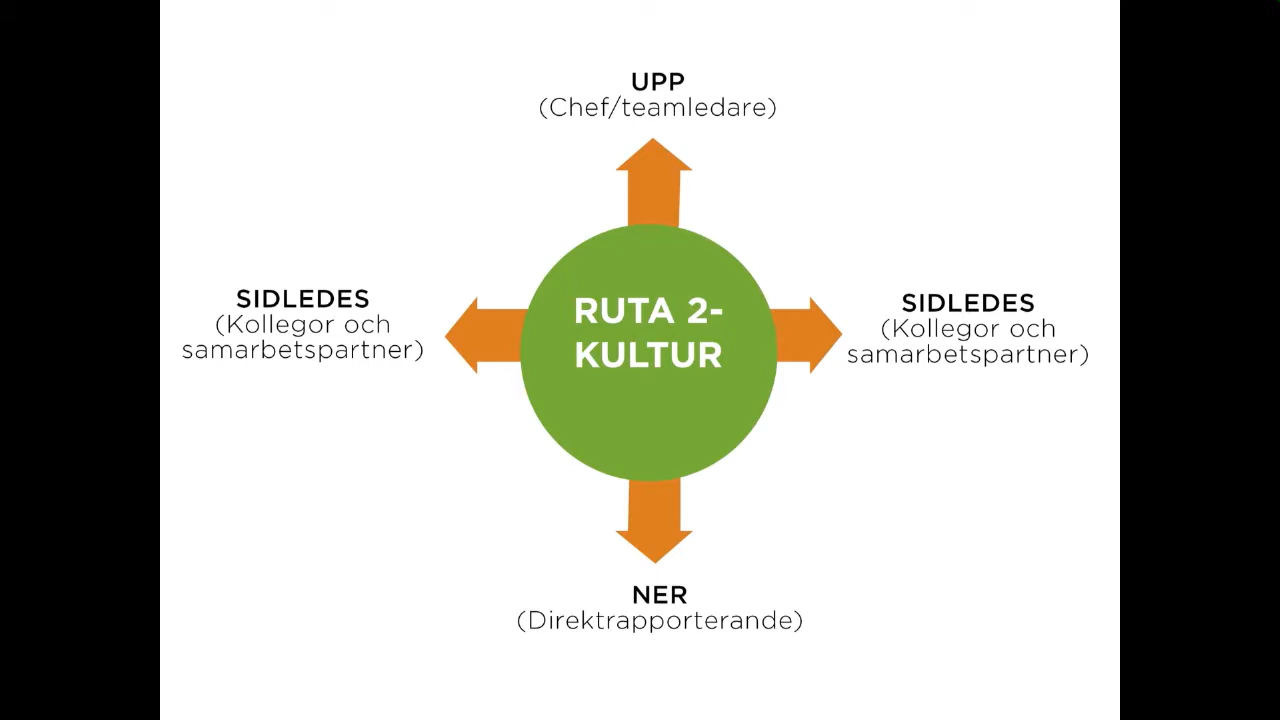 UPP
(Chef/teamledare)
SIDLEDES
(Kollegor och
samarbetspartner)
RUTA 2-
KULTUR
SIDLEDES
(Kollegor och
samarbetspartner)
NER
(Direktrapporterande)